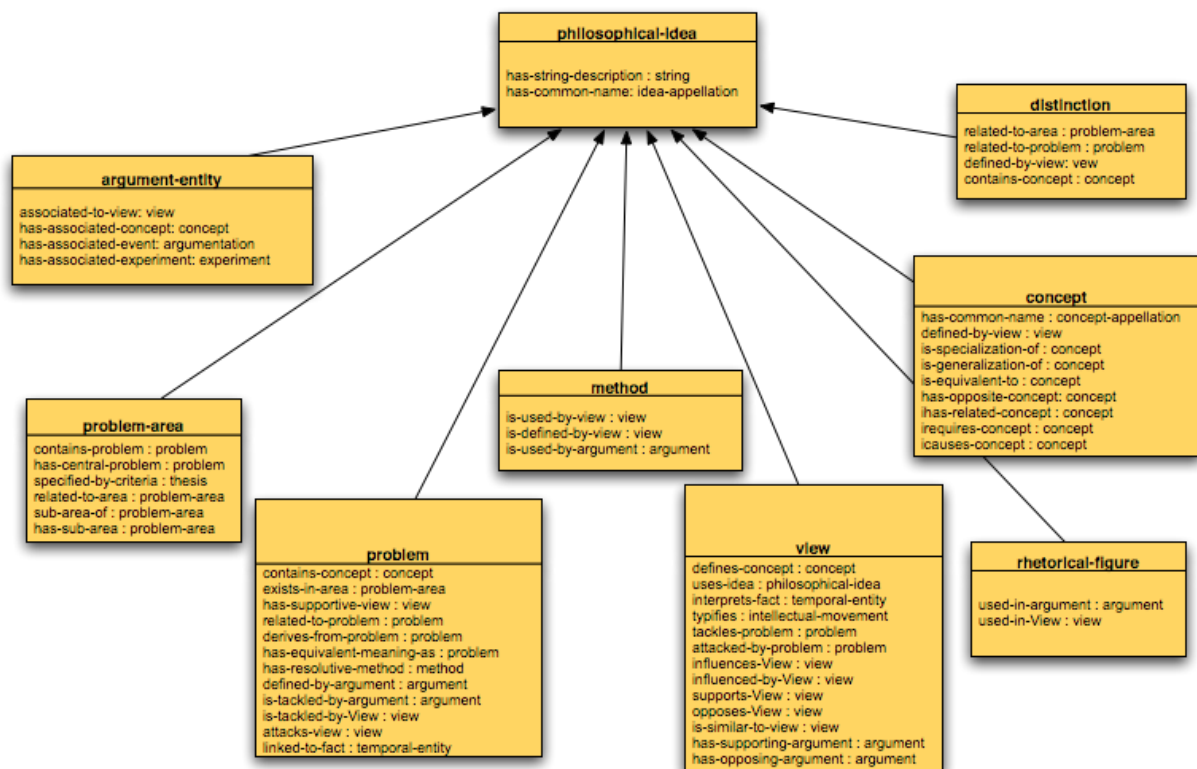 philosophical-idea
has-string-description : string
has-common-name: idea-appellation
distinction
related-to-area : problem-area
related-to-problem : problem
defined-by-view: vew
contains-concept : concept
argument-entity
associated-to-view: view
has-associated-concept: concept
has-associated-event: argumentation
has-associated-experiment: experiment
concept
has-common-name : concept-appellation
defined-by-view : view
is-specialization-of : concept
is-generalization-of : concept
is-equivalent-to : concept
has-opposite-concept: concept
ihas-related-concept : concept
irequires-concept : concept
icauses-concept : concept
method
is-used-by-view : view
is-defined-by-view : view
is-used-by-argument : argument
problem-area
contains-problem : problem
has-central-problem : problem
specified-by-criteria : thesis
related-to-area : problem-area
sub-area-of : problem-area
has-sub-area : problem-area
problem
contains-concept : concept
exists-in-area : problem-area
has-supportive-view : view
related-to-problem : problem
derives-from-problem : problem
has-equivalent-meaning-as : problem
has-resolutive-method : method
defined-by-argument : argument
is-tackled-by-argument : argument
is-tackled-by-View : view
attacks-view : view
linked-to-fact : temporal-entity
view
defines-concept : concept
uses-idea : philosophical-idea
interprets-fact : temporal-entity
typifies : intellectual-movement
tackles-problem : problem
attacked-by-problem : problem
influences-View : view
influenced-by-View : view
supports-View : view
opposes-View : view
is-similar-to-view : view
has-supporting-argument : argument
has-opposing-argument : argument
rhetorical-figure
used-in-argument : argument
used-in-View : view